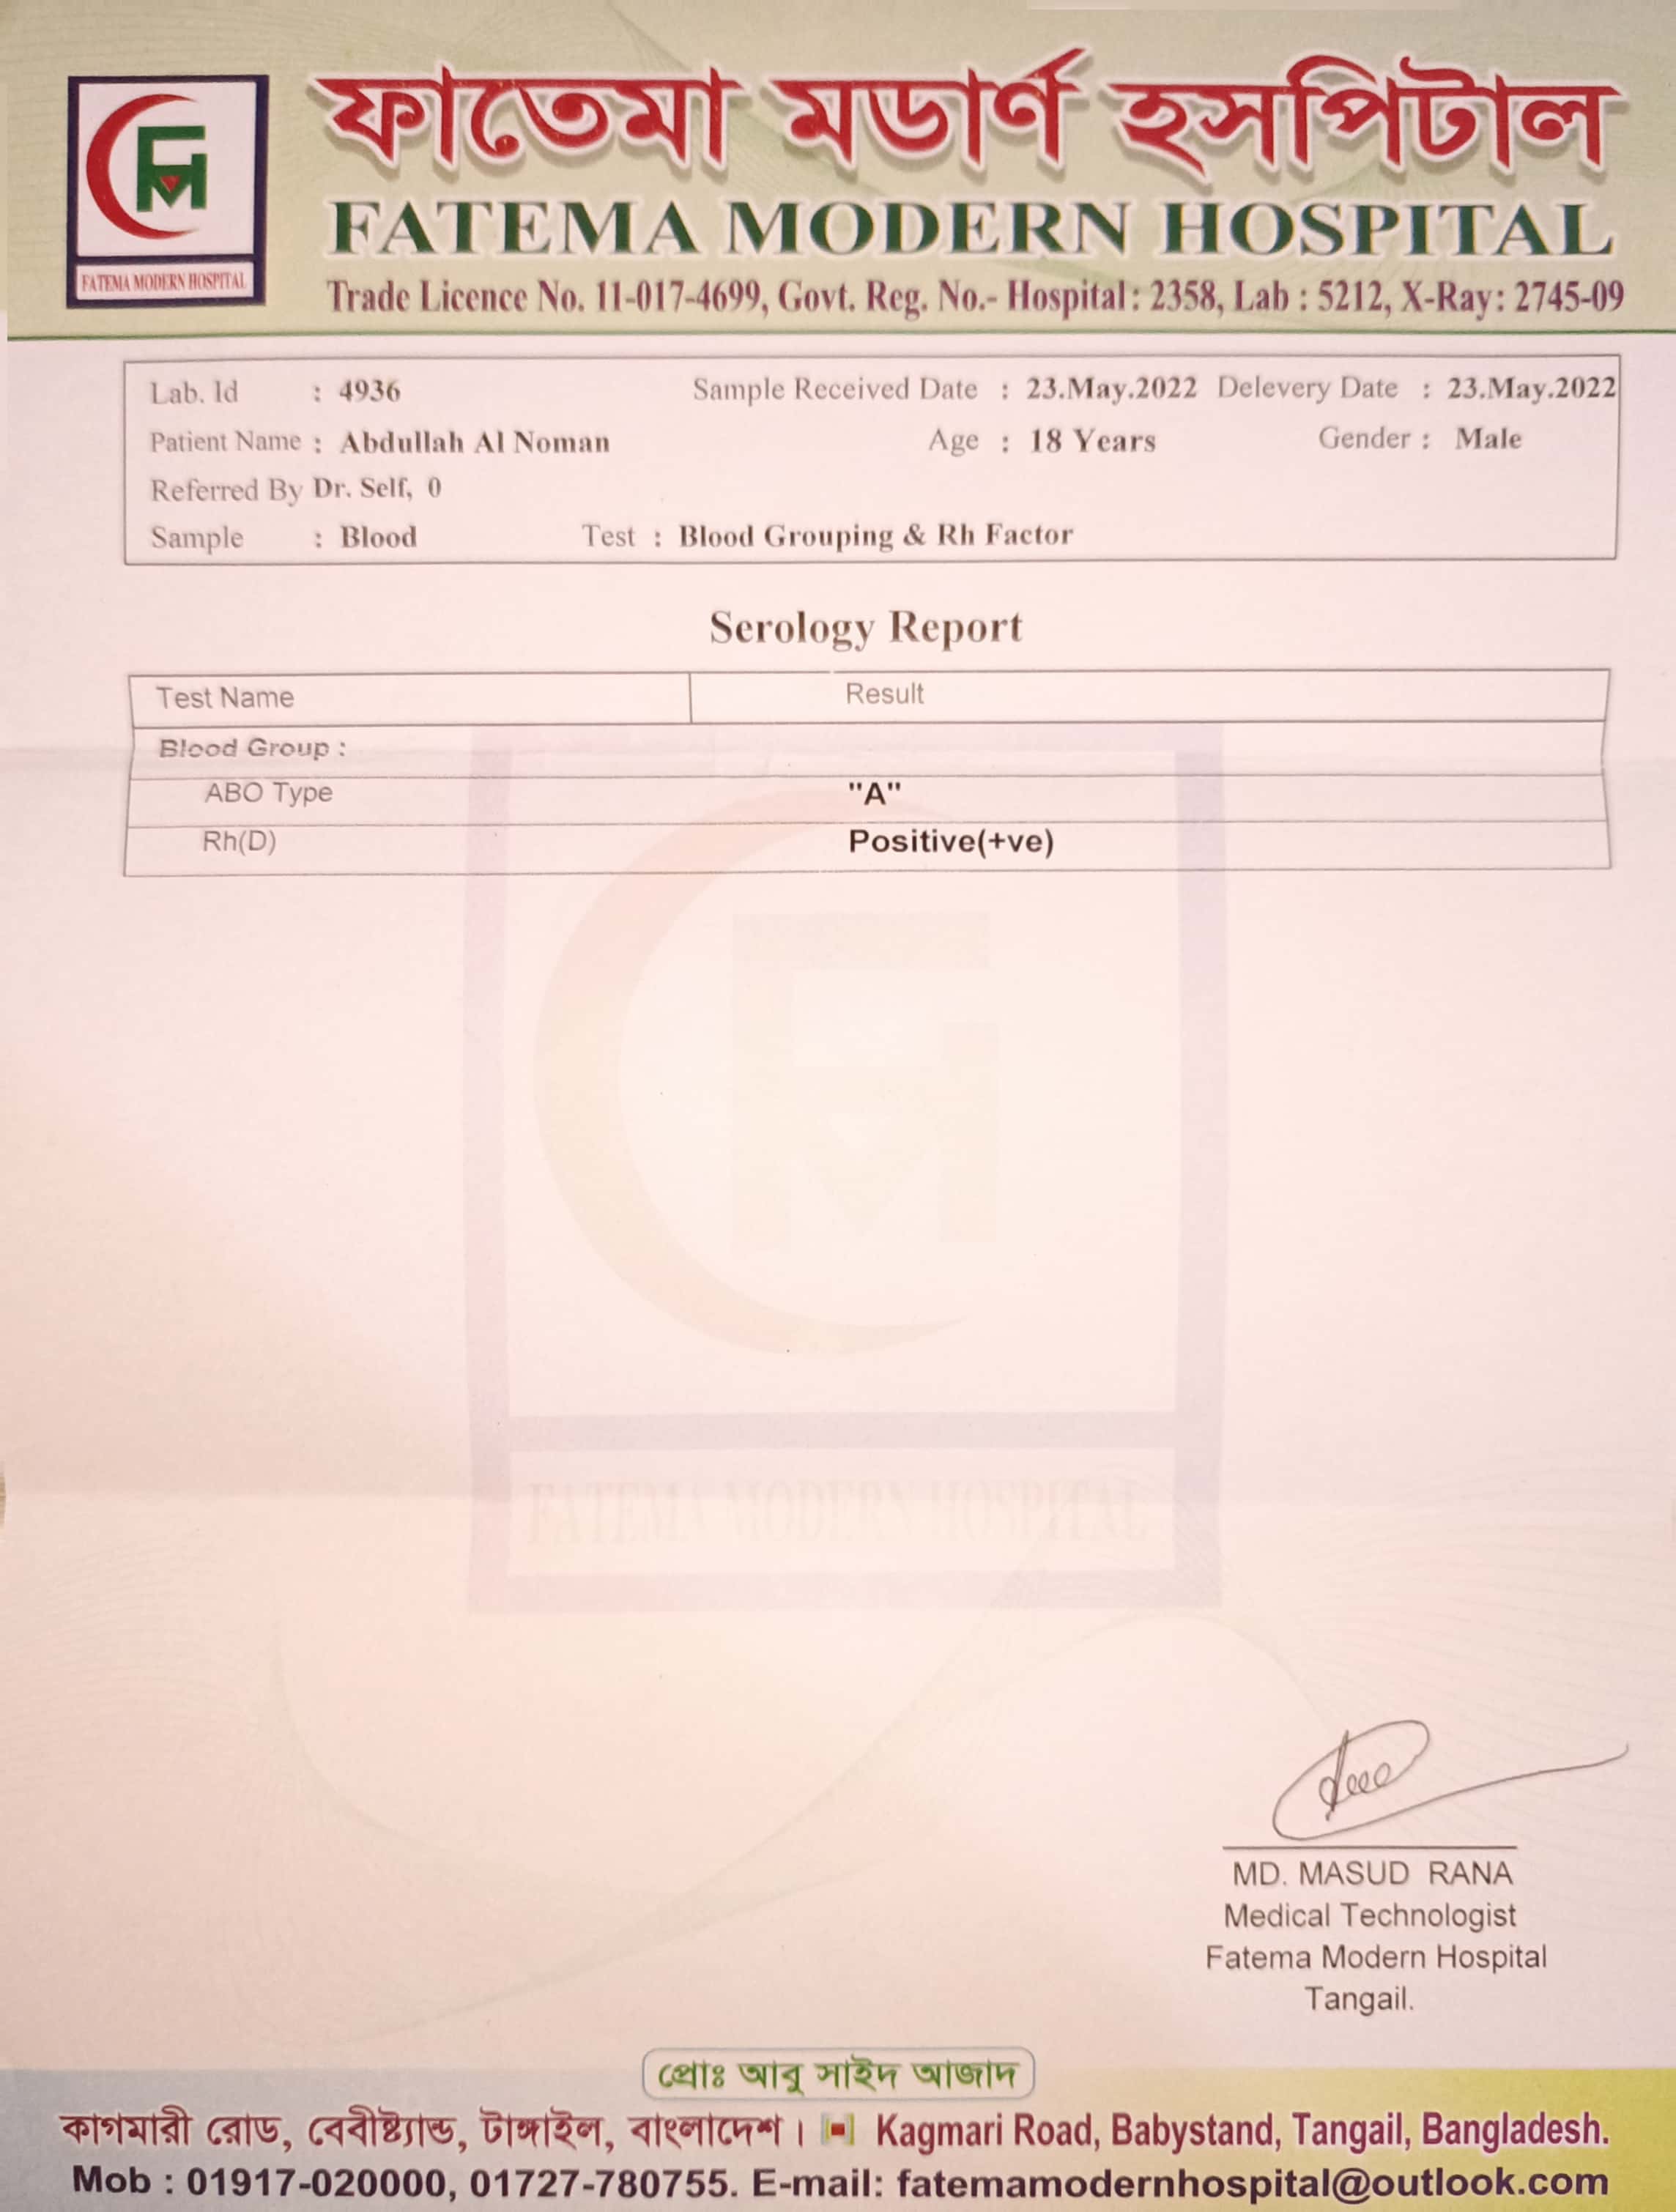 ফাতেমা মডার্ণ হসপিটাল
FATEMA MODERN HOSPITAL
FATEMA MODERN HOSPITAL
Trade Licence No. 11-017-4699, Govt. Reg. No.- Hospital: 2358, Lab : 5212, X-Ray: 2745-09
Lab. Id : 4936 Sample Received Date : 23.May.2022 Delevery Date : 23.May.2022
Patient Name : Abdullah Al Noman Age : 18 Years Gender : Male
Referred By Dr. Self, 0
Sample : Blood Test : Blood Grouping & Rh Factor
Serology Report
Test Name Result
Blood Group :
ABO Type "A"
Rh(D) Positive(+ve)
FATEMA MODERN HOSPITAL
MD. MASUD RANA
Medical Technologist
Fatema Modern Hospital
Tangail.
প্রোঃ আবু সাইদ আজাদ
কাগমারী রোড, বেবীষ্ট্যান্ড, টাঙ্গাইল, বাংলাদেশ। Kagmari Road, Babystand, Tangail, Bangladesh.
Mob : 01917-020000, 01727-780755. E-mail: fatemamodernhospital@outlook.com